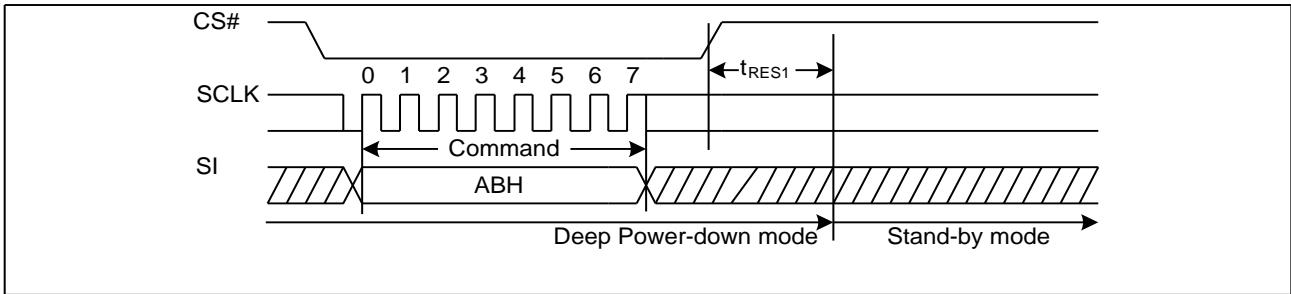 CS#
tRES1
0 1 2 3 4 5 6 7
SCLK
Command
SI
ABH
Deep Power-down mode Stand-by mode